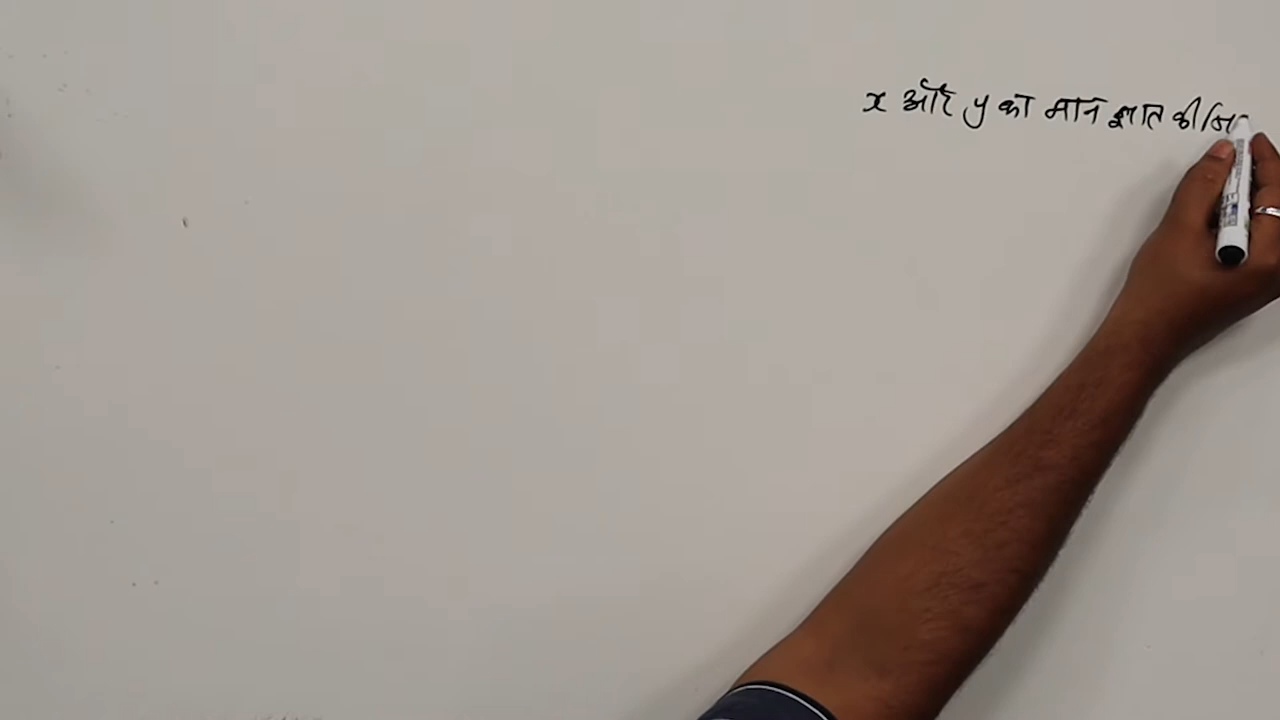 x और y का मान ज्ञात कीजि